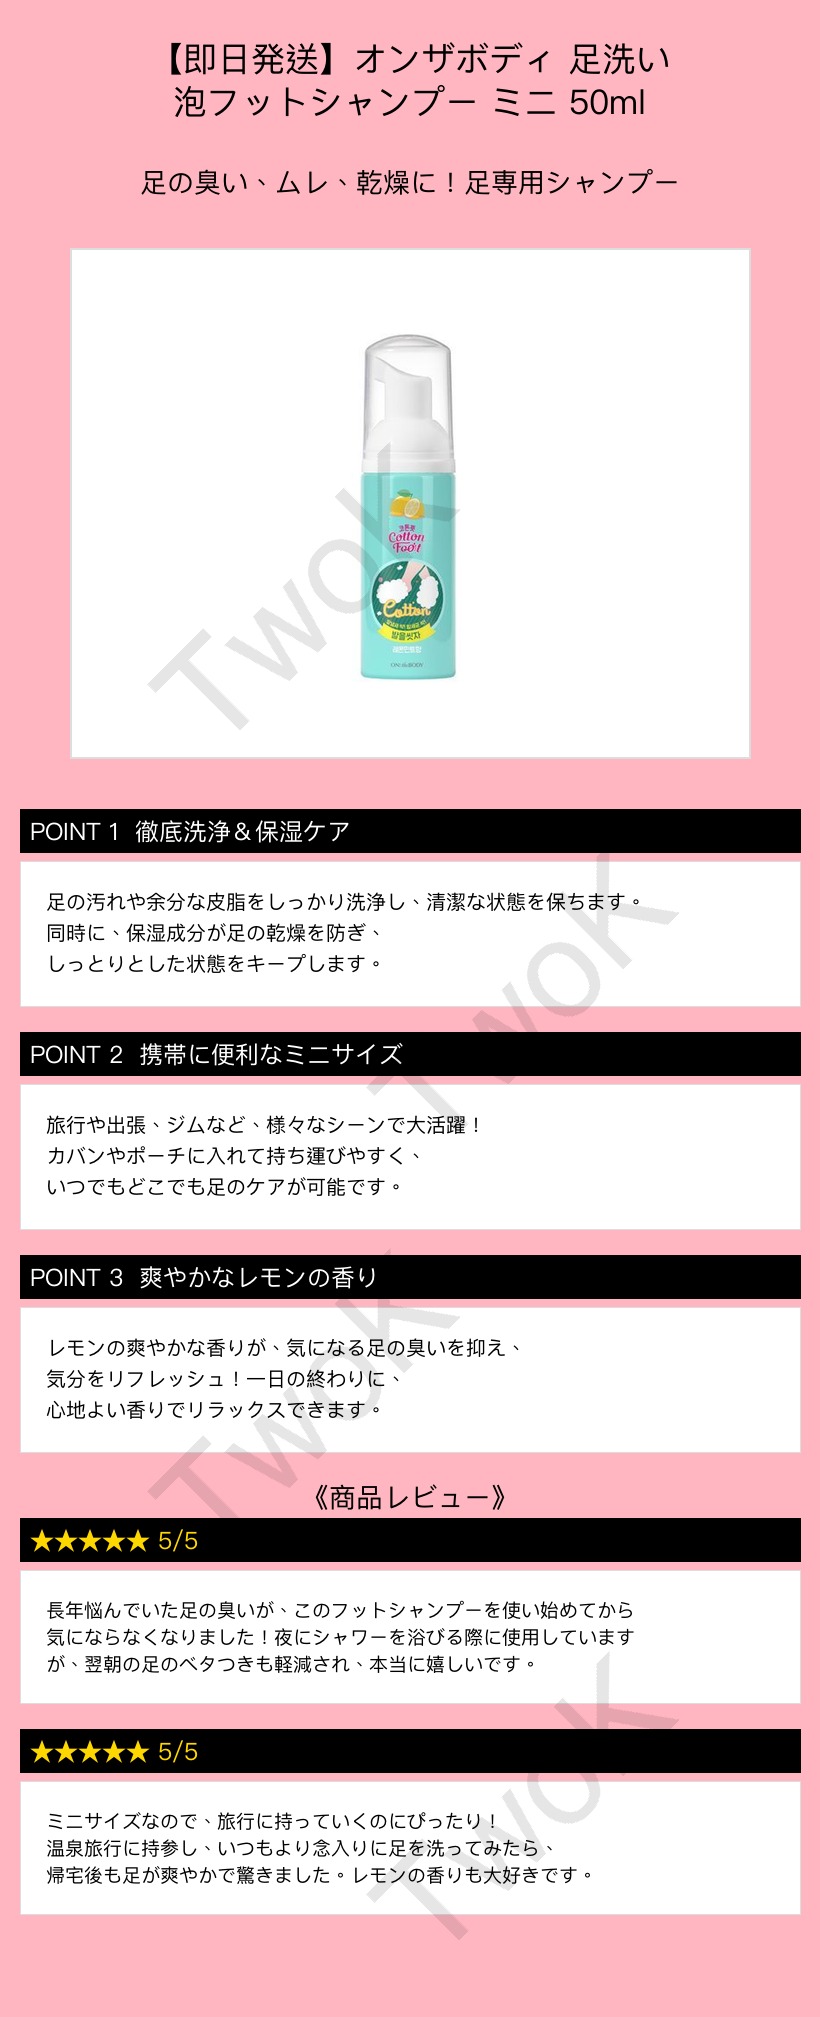 【即日発送】オンザボディ 足洗い
泡フットシャンプー ミニ 50ml
足の臭い、ムレ、乾燥に！足専用シャンプー
코튼풋
Cotton
Foot
Cotton
발을씻자
레몬민트향
ON: the BODY
TwoK
POINT 1 徹底洗浄＆保湿ケア
足の汚れや余分な皮脂をしっかり洗浄し、清潔な状態を保ちます。
同時に、保湿成分が足の乾燥を防ぎ、
しっとりとした状態をキープします。
TwoK
POINT 2 携帯に便利なミニサイズ
旅行や出張、ジムなど、様々なシーンで大活躍！
カバンやポーチに入れて持ち運びやすく、
いつでもどこでも足のケアが可能です。
POINT 3 爽やかなレモンの香り
レモンの爽やかな香りが、気になる足の臭いを抑え、
気分をリフレッシュ！一日の終わりに、
心地よい香りでリラックスできます。
TwoK
《商品レビュー》
★★★★★ 5/5
長年悩んでいた足の臭いが、このフットシャンプーを使い始めてから
気にならなくなりました！夜にシャワーを浴びる際に使用しています
が、翌朝の足のベタつきも軽減され、本当に嬉しいです。
★★★★★ 5/5
ミニサイズなので、旅行に持っていくのにぴったり！
温泉旅行に持参し、いつもより念入りに足を洗ってみたら、
帰宅後も足が爽やかで驚きました。レモンの香りも大好きです。
TwoK